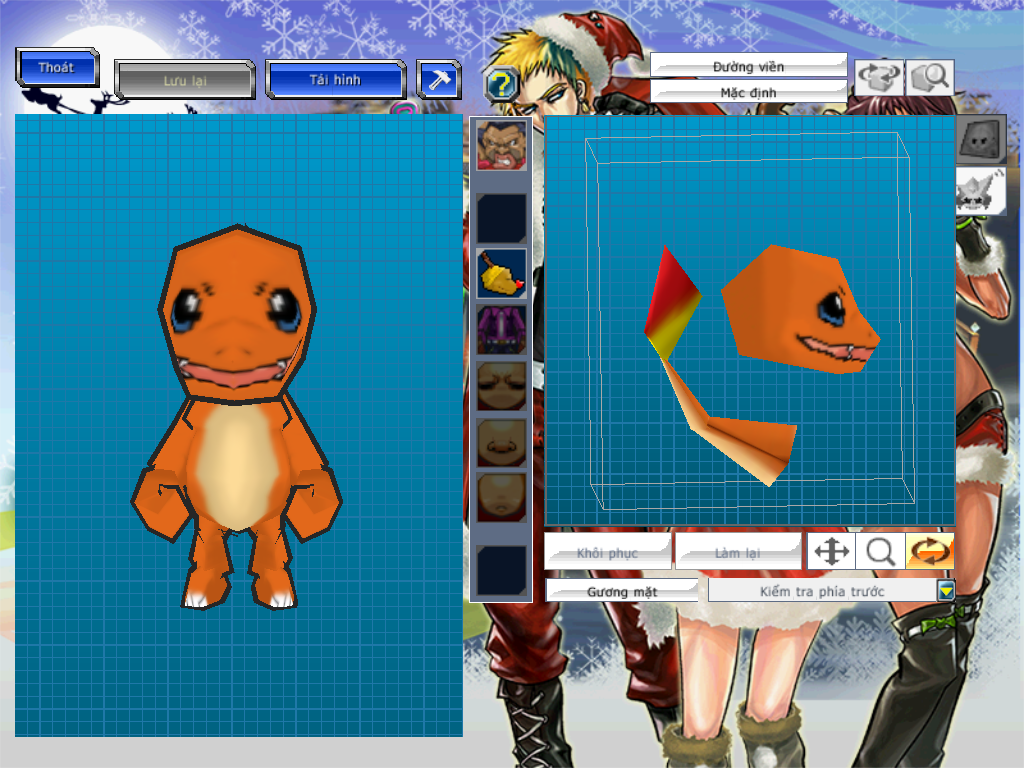 Thoát
Lưu lại
Tải hình
Đường viền
Mặc định
Khôi phục
Làm lại
Gương mặt
Kiểm tra phía trước